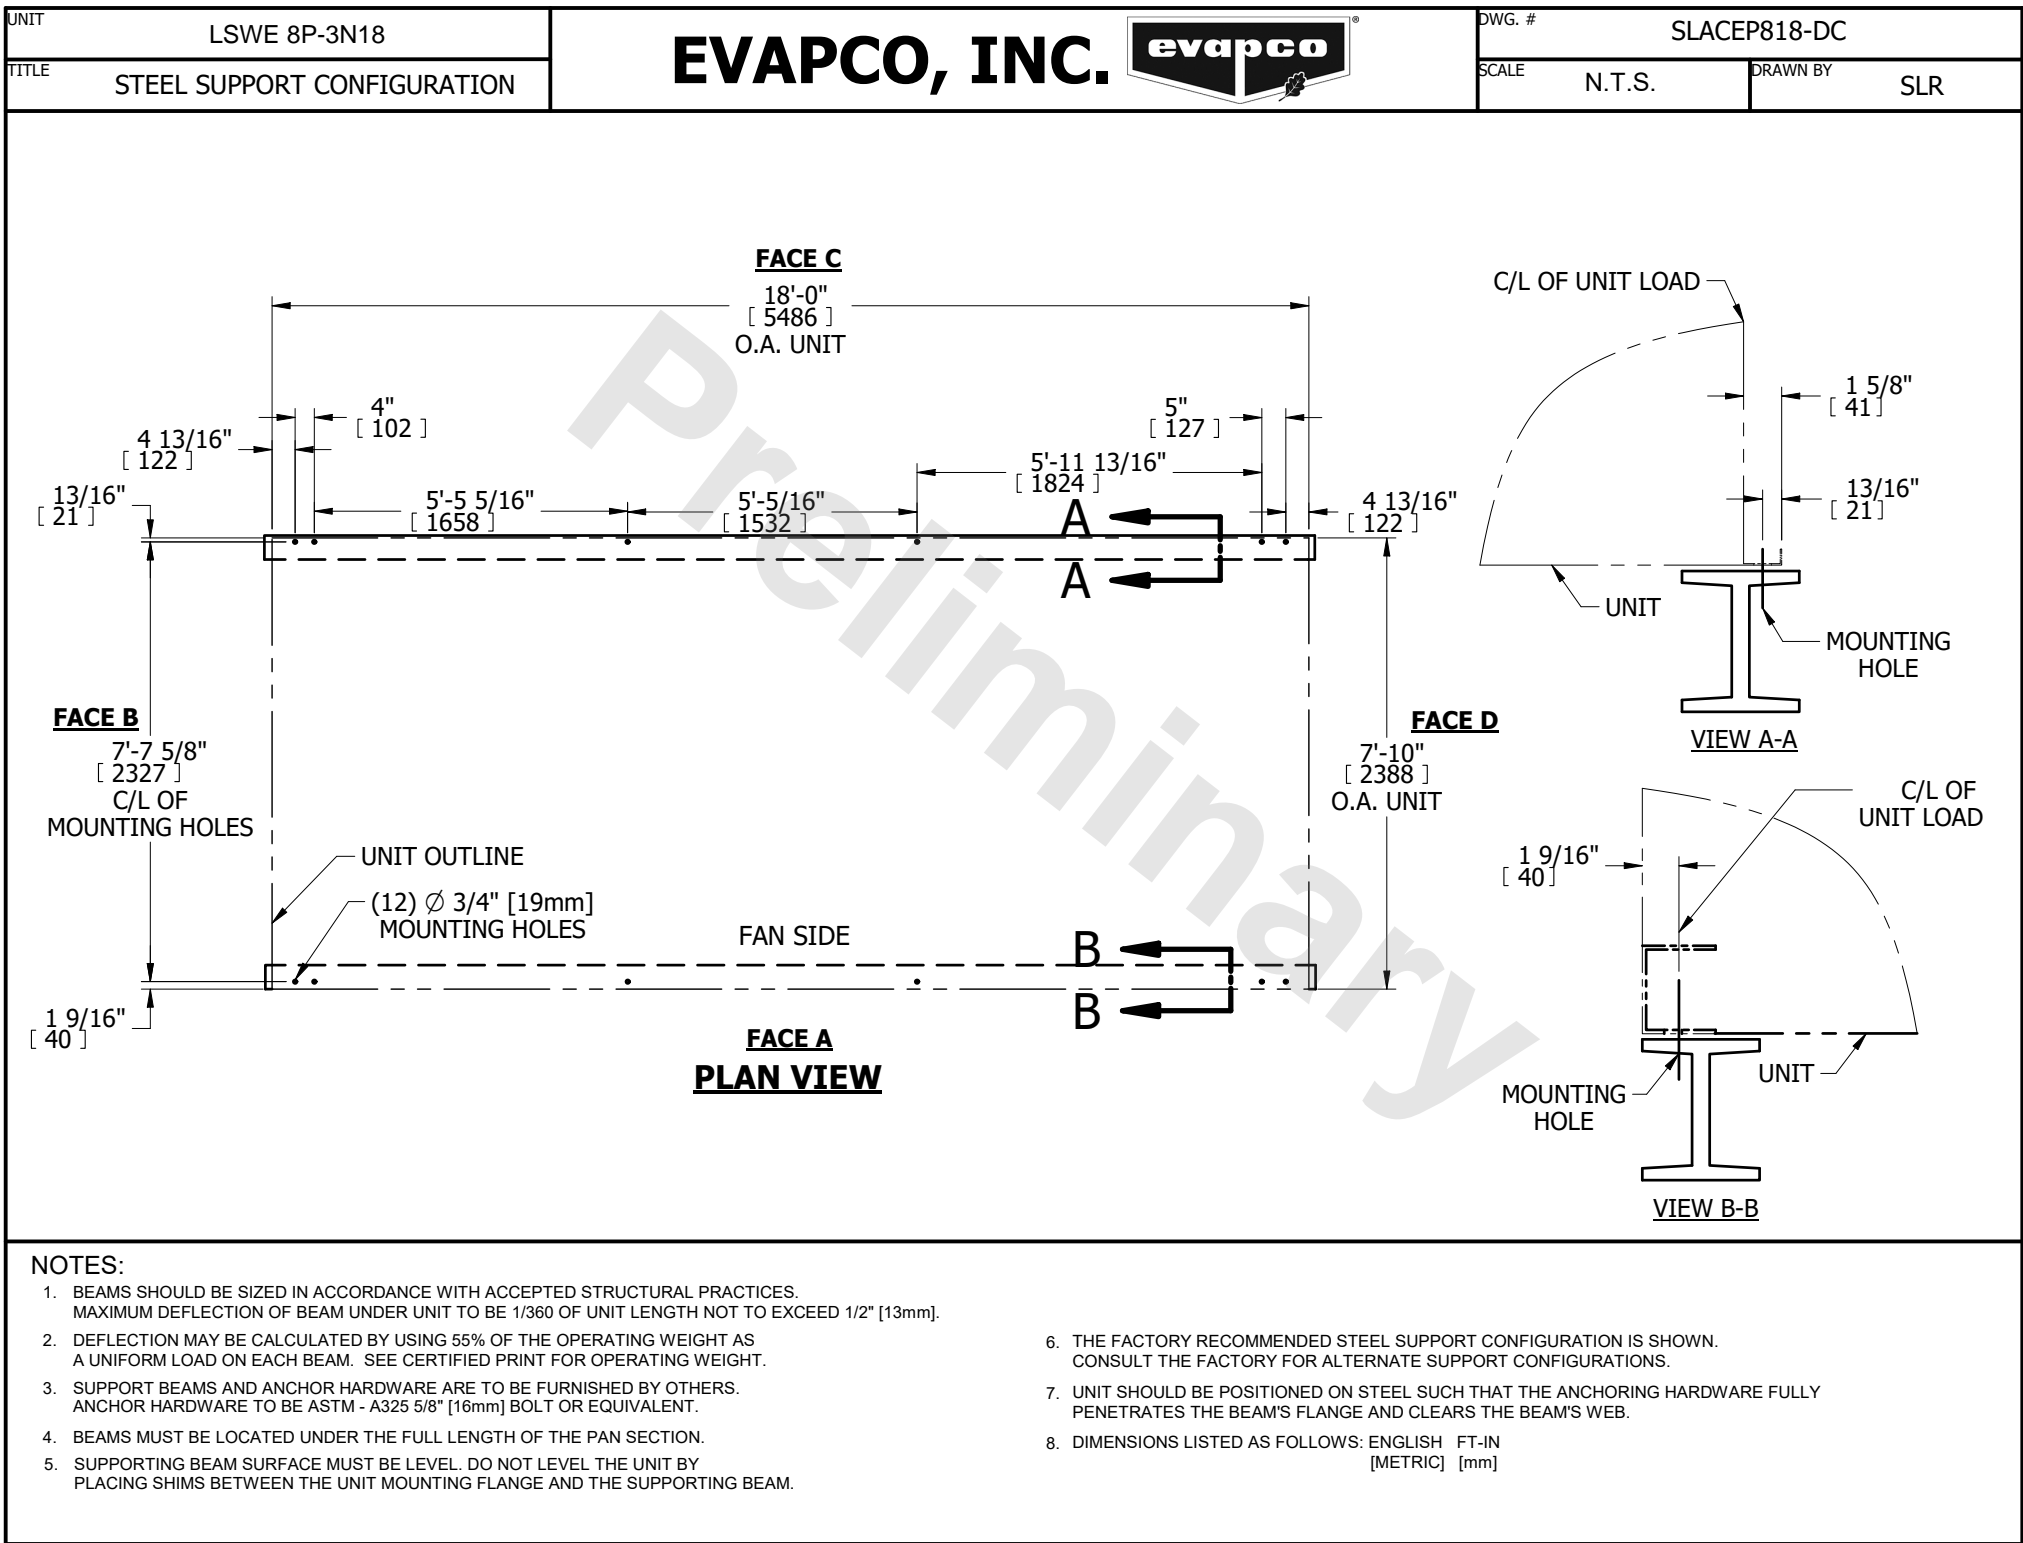 UNIT
LSWE 8P-3N18
TITLE
STEEL SUPPORT CONFIGURATION
EVAPCO, INC.
evapco
®
DWG. #
SLACEP818-DC
SCALE
N.T.S.
DRAWN BY
SLR
FACE C
18'-0"
[ 5486 ]
O.A. UNIT
4"
[ 102 ]
5"
[ 127 ]
4 13/16"
[ 122 ]
5'-11 13/16"
[ 1824 ]
13/16"
[ 21 ]
5'-5 5/16"
[ 1658 ]
5'-5/16"
[ 1532 ]
4 13/16"
[ 122 ]
A
A
FACE B
7'-7 5/8"
[ 2327 ]
C/L OF
MOUNTING HOLES
FACE D
7'-10"
[ 2388 ]
O.A. UNIT
UNIT OUTLINE
(12) ∅ 3/4" [19mm]
MOUNTING HOLES
FAN SIDE
B
B
1 9/16"
[ 40 ]
FACE A
PLAN VIEW
Preliminary
C/L OF UNIT LOAD
1 5/8"
[ 41 ]
13/16"
[ 21 ]
UNIT
MOUNTING
HOLE
VIEW A-A
C/L OF
UNIT LOAD
1 9/16"
[ 40 ]
UNIT
MOUNTING
HOLE
VIEW B-B
NOTES:
1. BEAMS SHOULD BE SIZED IN ACCORDANCE WITH ACCEPTED STRUCTURAL PRACTICES.
MAXIMUM DEFLECTION OF BEAM UNDER UNIT TO BE 1/360 OF UNIT LENGTH NOT TO EXCEED 1/2" [13mm].
2. DEFLECTION MAY BE CALCULATED BY USING 55% OF THE OPERATING WEIGHT AS
A UNIFORM LOAD ON EACH BEAM. SEE CERTIFIED PRINT FOR OPERATING WEIGHT.
3. SUPPORT BEAMS AND ANCHOR HARDWARE ARE TO BE FURNISHED BY OTHERS.
ANCHOR HARDWARE TO BE ASTM - A325 5/8" [16mm] BOLT OR EQUIVALENT.
4. BEAMS MUST BE LOCATED UNDER THE FULL LENGTH OF THE PAN SECTION.
5. SUPPORTING BEAM SURFACE MUST BE LEVEL. DO NOT LEVEL THE UNIT BY
PLACING SHIMS BETWEEN THE UNIT MOUNTING FLANGE AND THE SUPPORTING BEAM.
6. THE FACTORY RECOMMENDED STEEL SUPPORT CONFIGURATION IS SHOWN.
CONSULT THE FACTORY FOR ALTERNATE SUPPORT CONFIGURATIONS.
7. UNIT SHOULD BE POSITIONED ON STEEL SUCH THAT THE ANCHORING HARDWARE FULLY
PENETRATES THE BEAM'S FLANGE AND CLEARS THE BEAM'S WEB.
8. DIMENSIONS LISTED AS FOLLOWS: ENGLISH FT-IN
[METRIC] [mm]